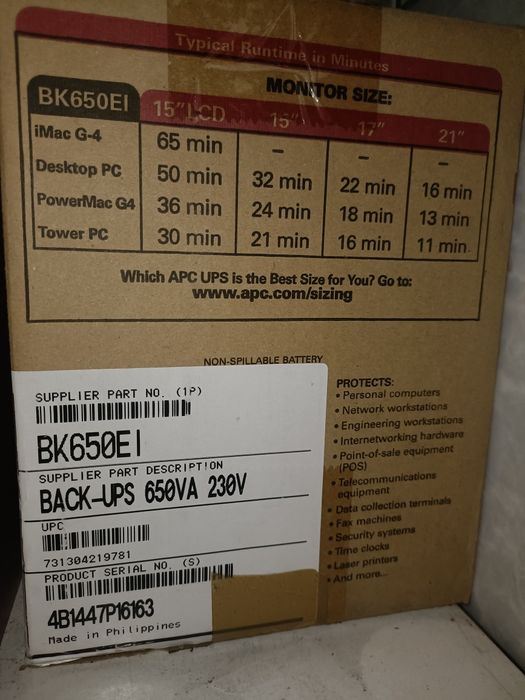 Typical Runtime in Minutes
MONITOR SIZE:
BK650EI 15"LCD 15" 17" 21"
iMac G-4 65 min - - -
Desktop PC 50 min 32 min 22 min 16 min
PowerMac G4 36 min 24 min 18 min 13 min
Tower PC 30 min 21 min 16 min 11 min.
Which APC UPS is the Best Size for You? Go to:
www.apc.com/sizing
NON-SPILLABLE BATTERY
SUPPLIER PART NO. (1P)
BK650EI
SUPPLIER PART DESCRIPTION
BACK-UPS 650VA 230V
UPC
731304219781
PRODUCT SERIAL NO. (S)
4B1447P16163
Made in Philippines
PROTECTS:
• Personal computers
• Network workstations
• Engineering workstations
• Internetworking hardware
• Point-of-sale equipment
(POS)
• Telecommunications
equipment
• Data collection terminals
• Fax machines
• Security systems
• Time clocks
• Laser printers
• And more...